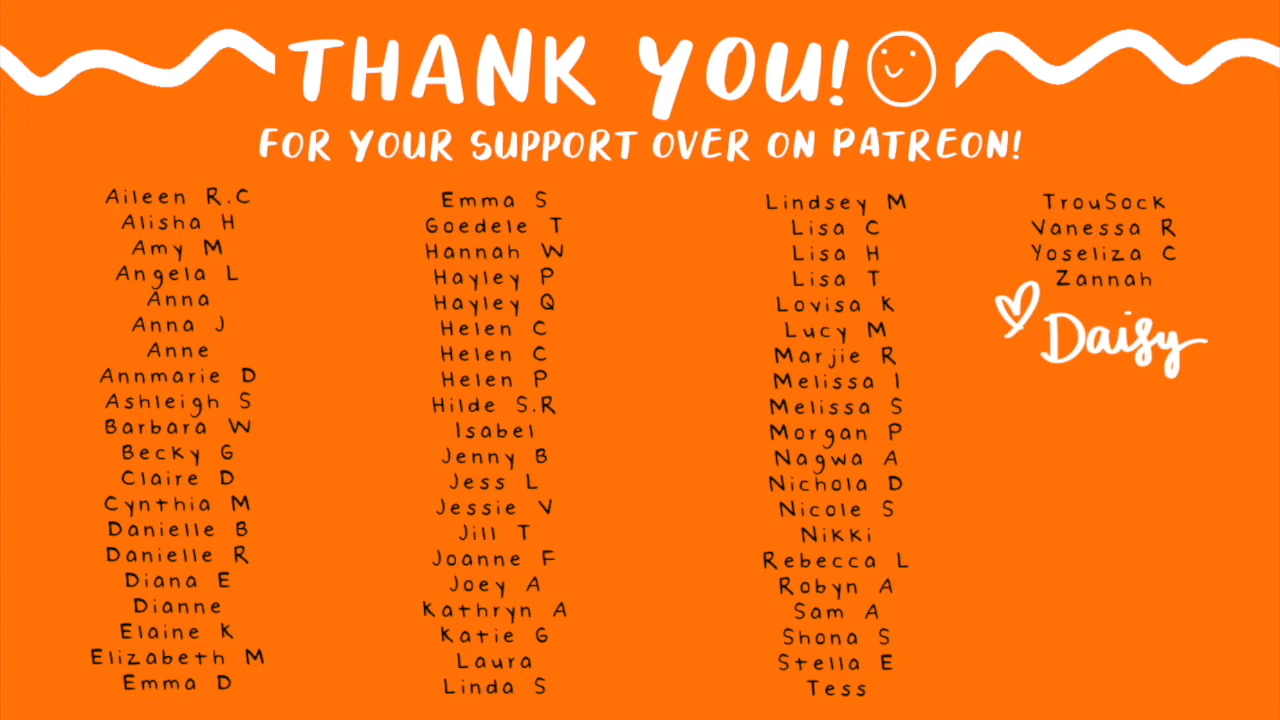 THANK YOU!
FOR YOUR SUPPORT OVER ON PATREON!
Aileen R.C
Alisha H
Amy M
Angela L
Anna
Anna J
Anne
Annmarie D
Ashleigh S
Barbara W
Becky G
Claire D
Cynthia M
Danielle B
Danielle R
Diana E
Dianne
Elaine K
Elizabeth M
Emma D
Emma S
Goedele T
Hannah W
Hayley P
Hayley Q
Helen C
Helen C
Helen P
Hilde S.R
Isabel
Jenny B
Jess L
Jessie V
Jill T
Joanne F
Joey A
Kathryn A
Katie G
Laura
Linda S
Lindsey M
Lisa C
Lisa H
Lisa T
Lovisa K
Lucy M
Marjie R
Melissa I
Melissa S
Morgan P
Nagwa A
Nichola D
Nicole S
Nikki
Rebecca L
Robyn A
Sam A
Shona S
Stella E
Tess
TrouSock
Vanessa R
Yoseliza C
Zannah
Daisy